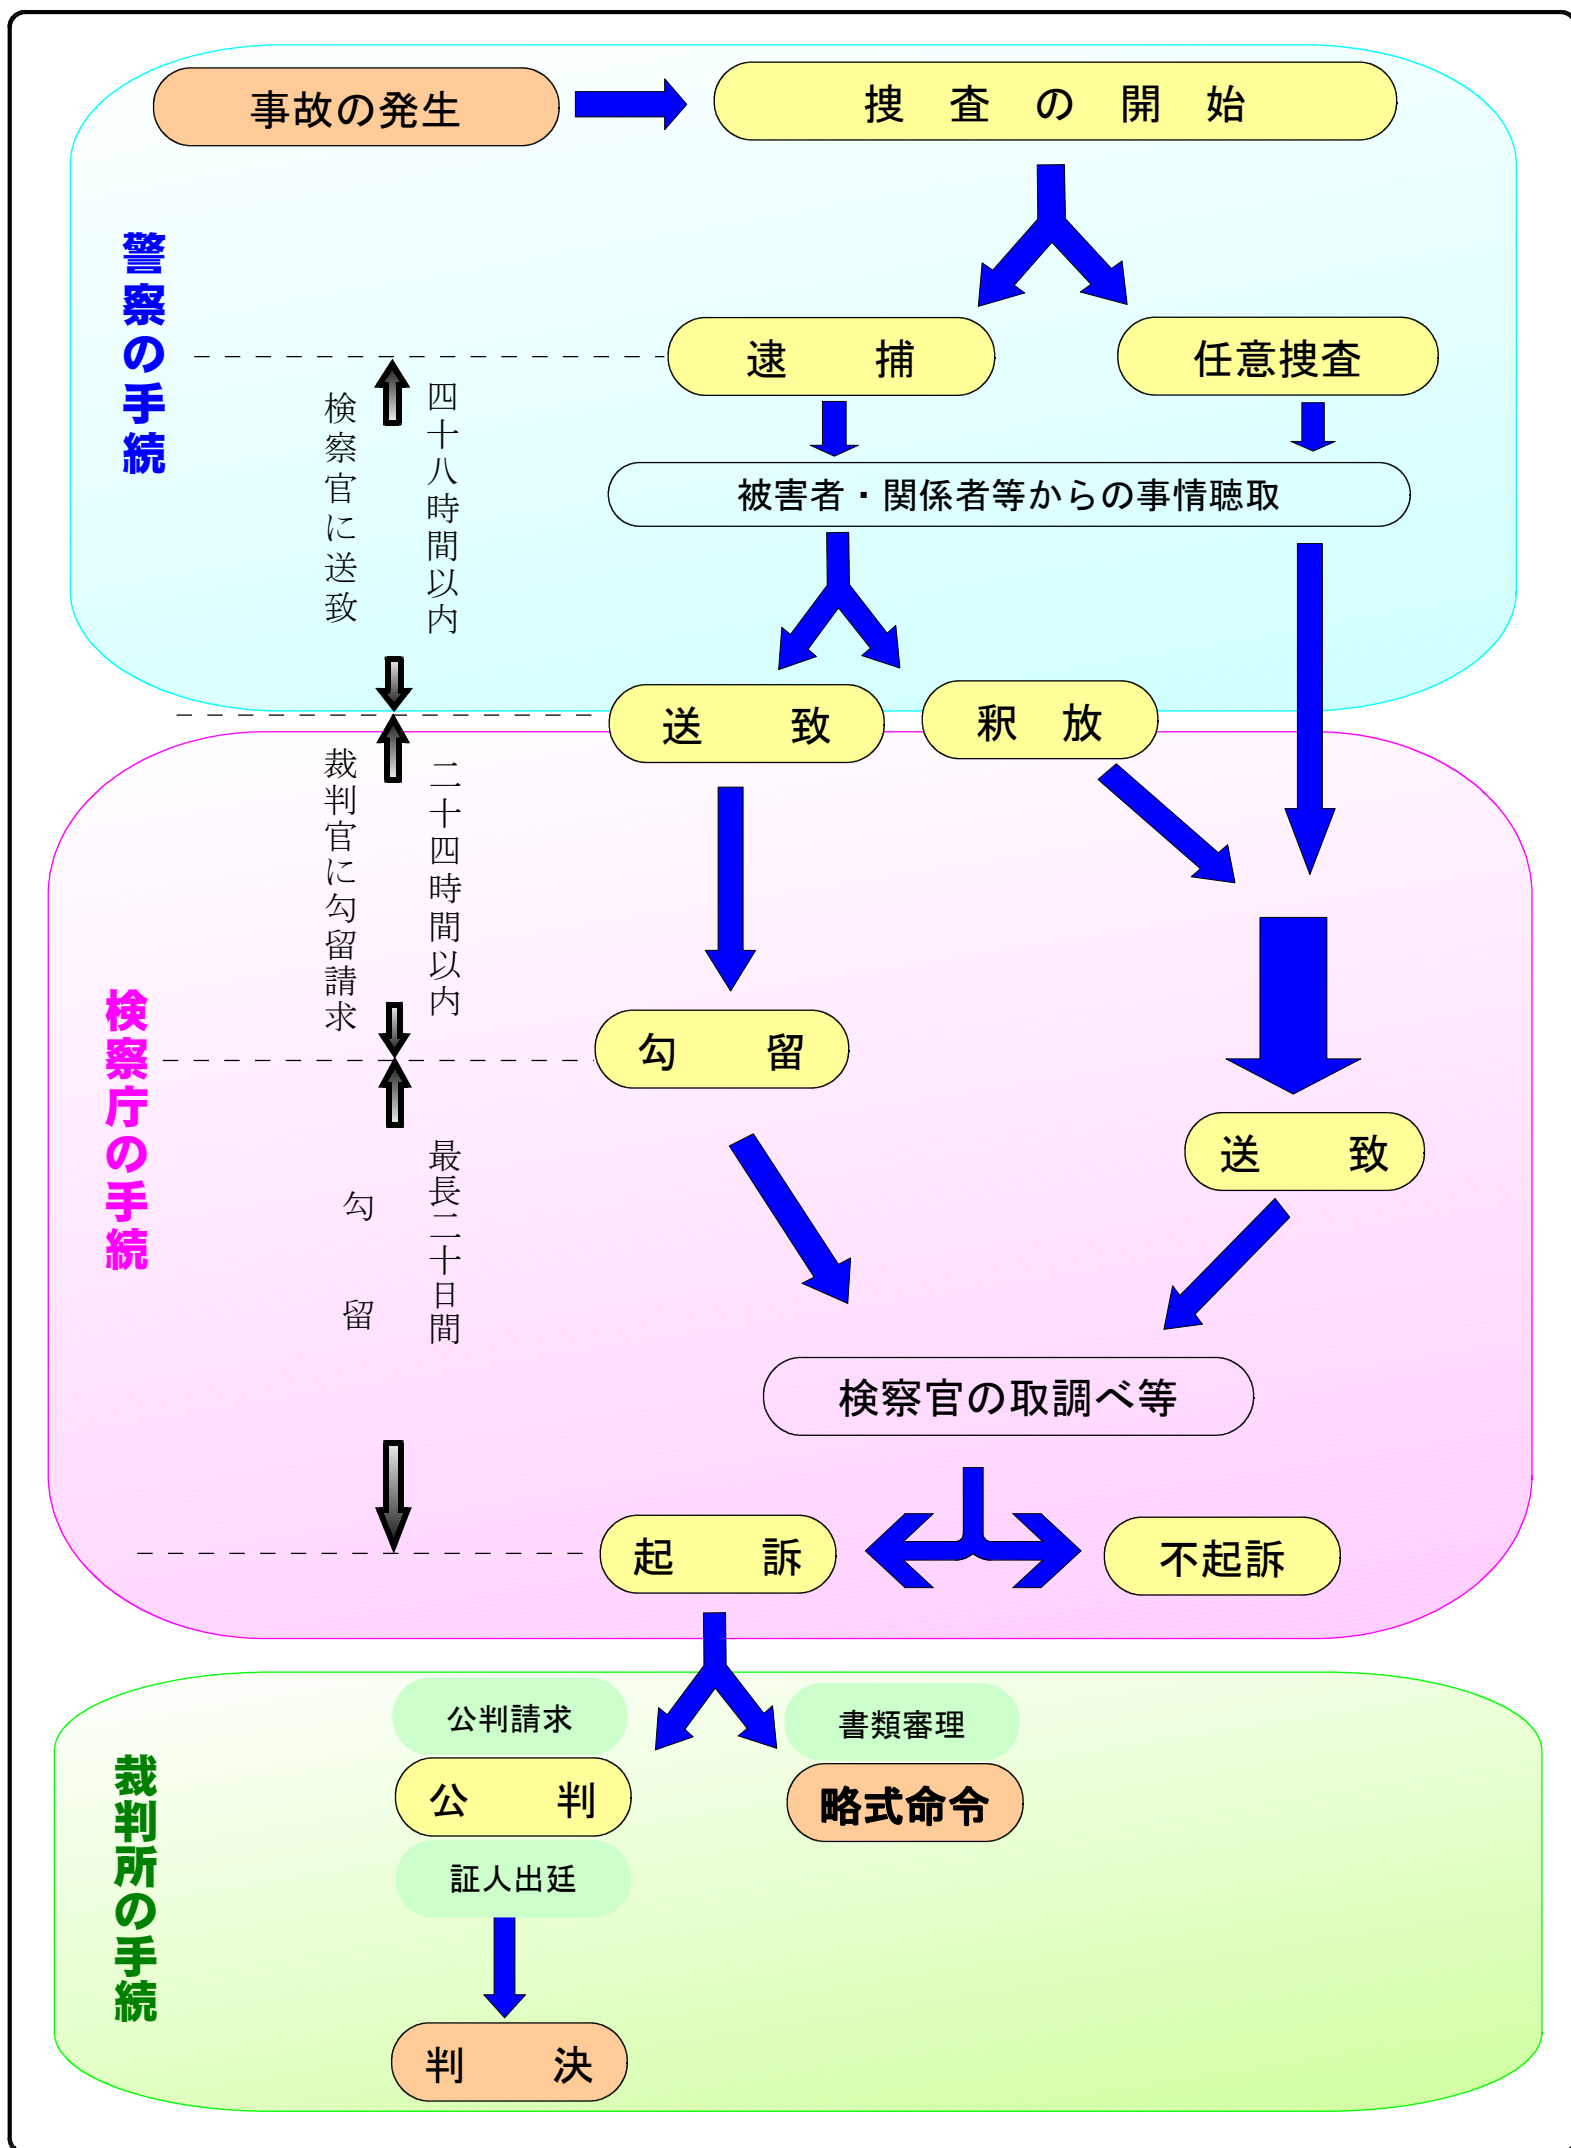 事故の発生
捜査の開始
警察の手続
逮捕
任意捜査
四十八時間以内
検察官に送致
被害者・関係者等からの事情聴取
送致
釈放
検察庁の手続
二十四時間以内
裁判官に勾留請求
勾留
送致
最長二十日間
勾留
検察官の取調べ等
起訴
不起訴
裁判所の手続
公判請求
書類審理
公判
略式命令
証人出廷
判決